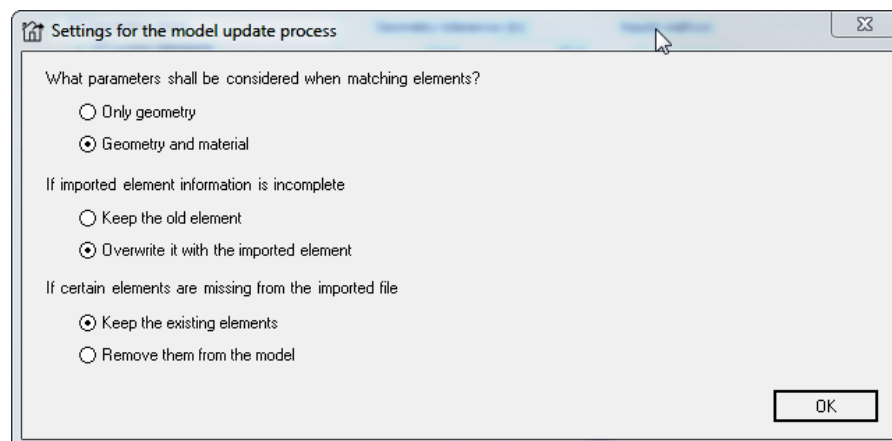 Settings for the model update process
What parameters shall be considered when matching elements?
Only geometry
Geometry and material
If imported element information is incomplete
Keep the old element
Overwrite it with the imported element
If certain elements are missing from the imported file
Keep the existing elements
Remove them from the model
OK